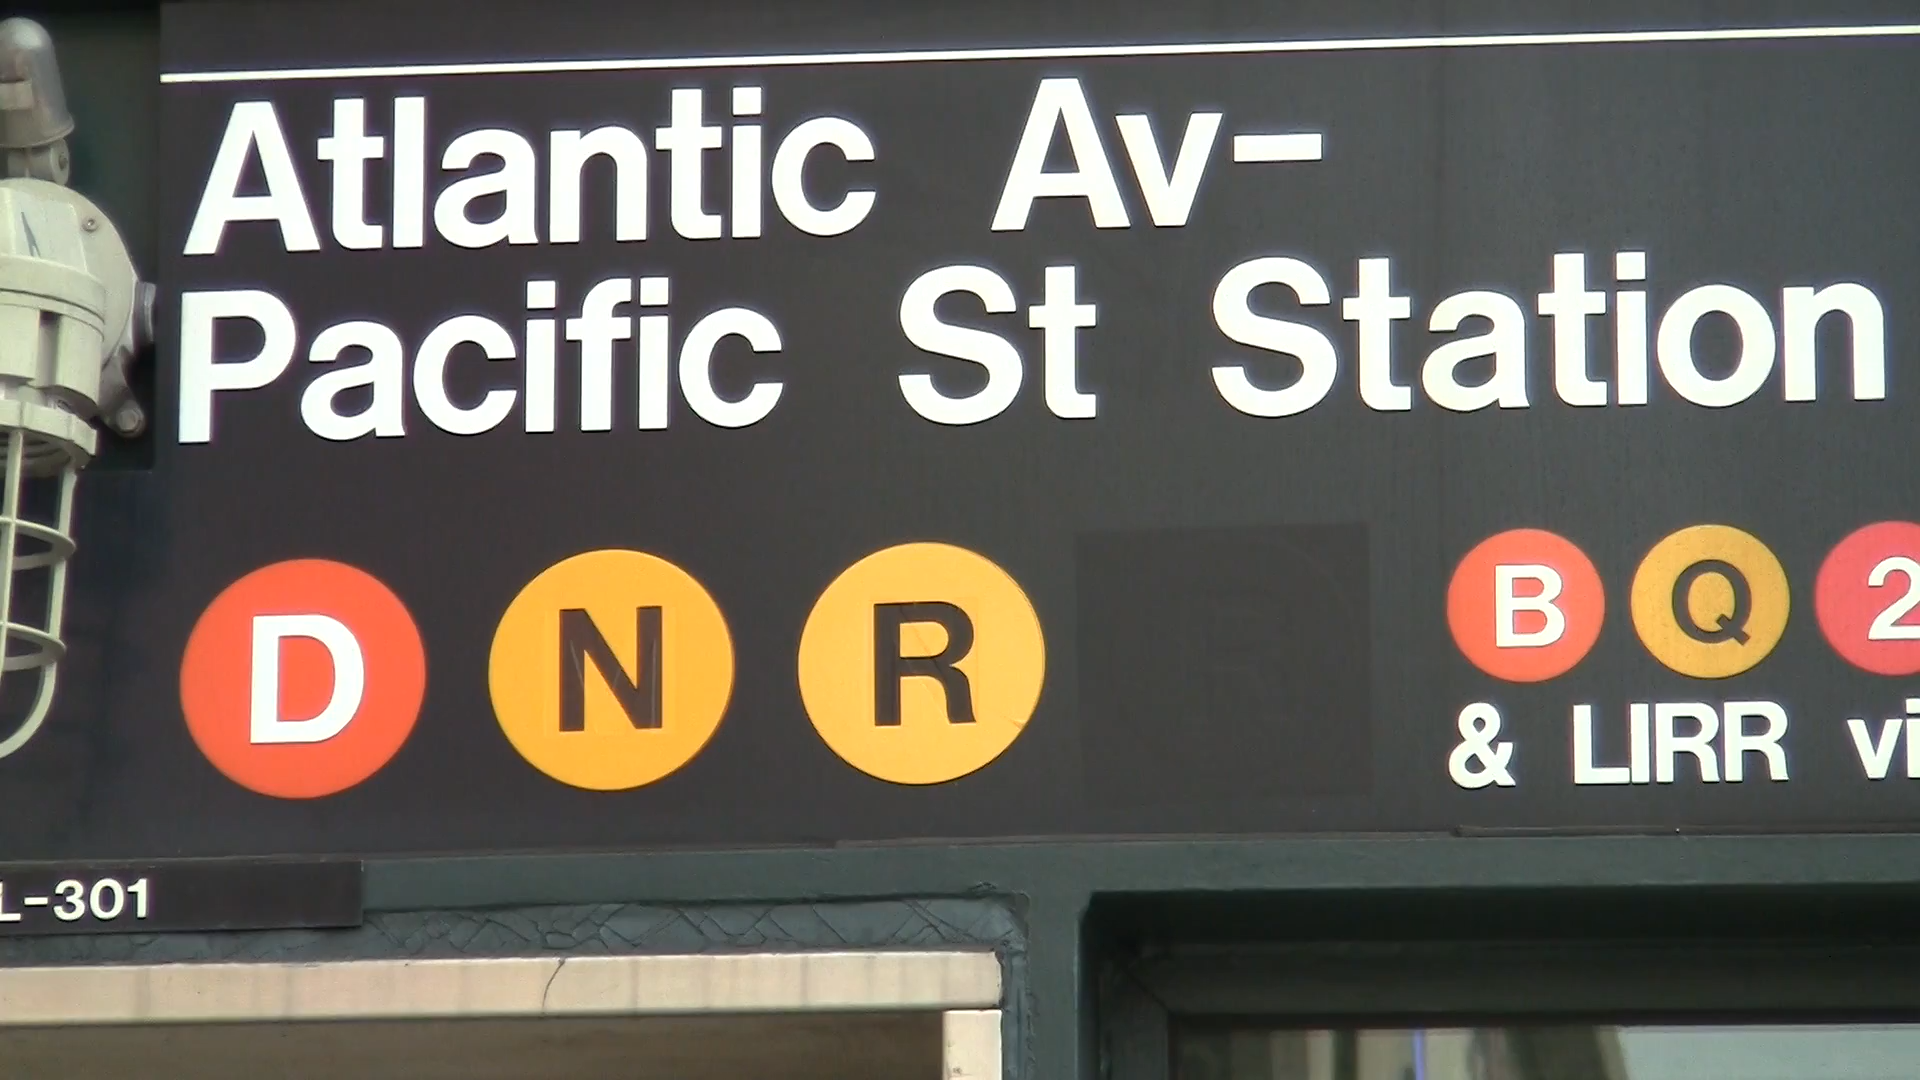 Atlantic Av-
Pacific St Station
D N R
B Q 2
& LIRR vi
L-301